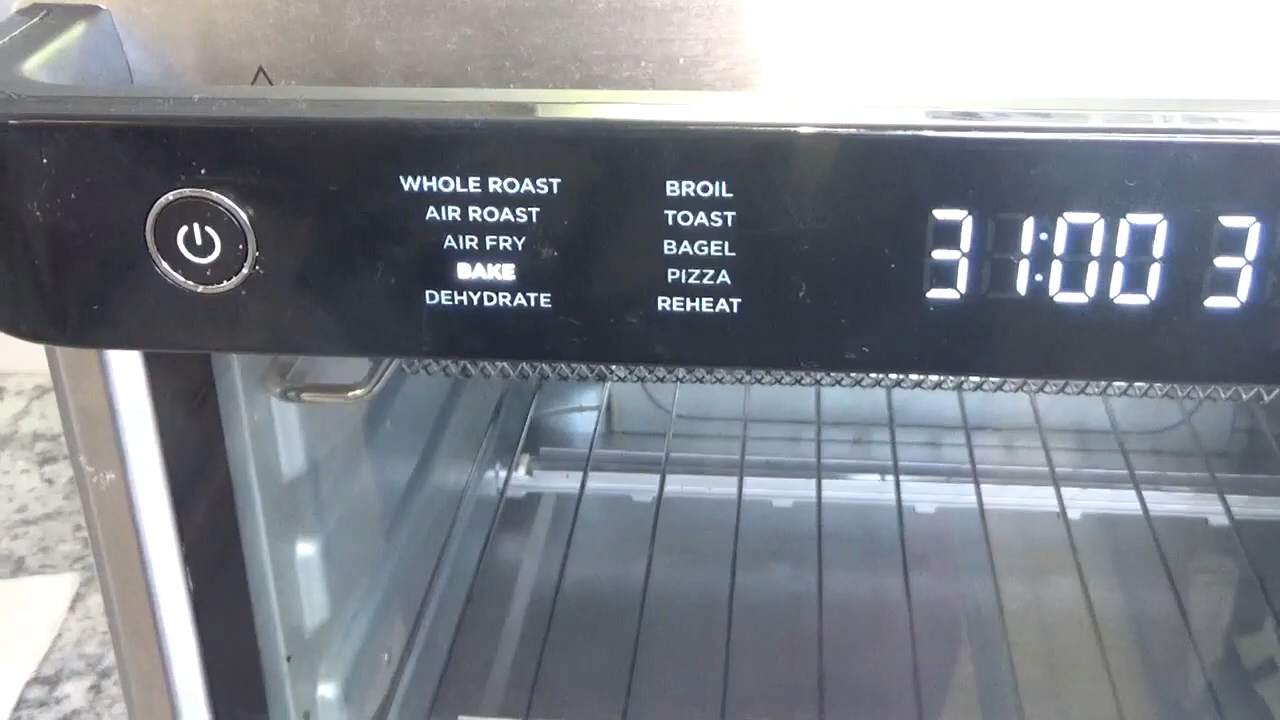 WHOLE ROAST
AIR ROAST
AIR FRY
BAKE
DEHYDRATE
BROIL
TOAST
BAGEL
PIZZA
REHEAT
31:00 3